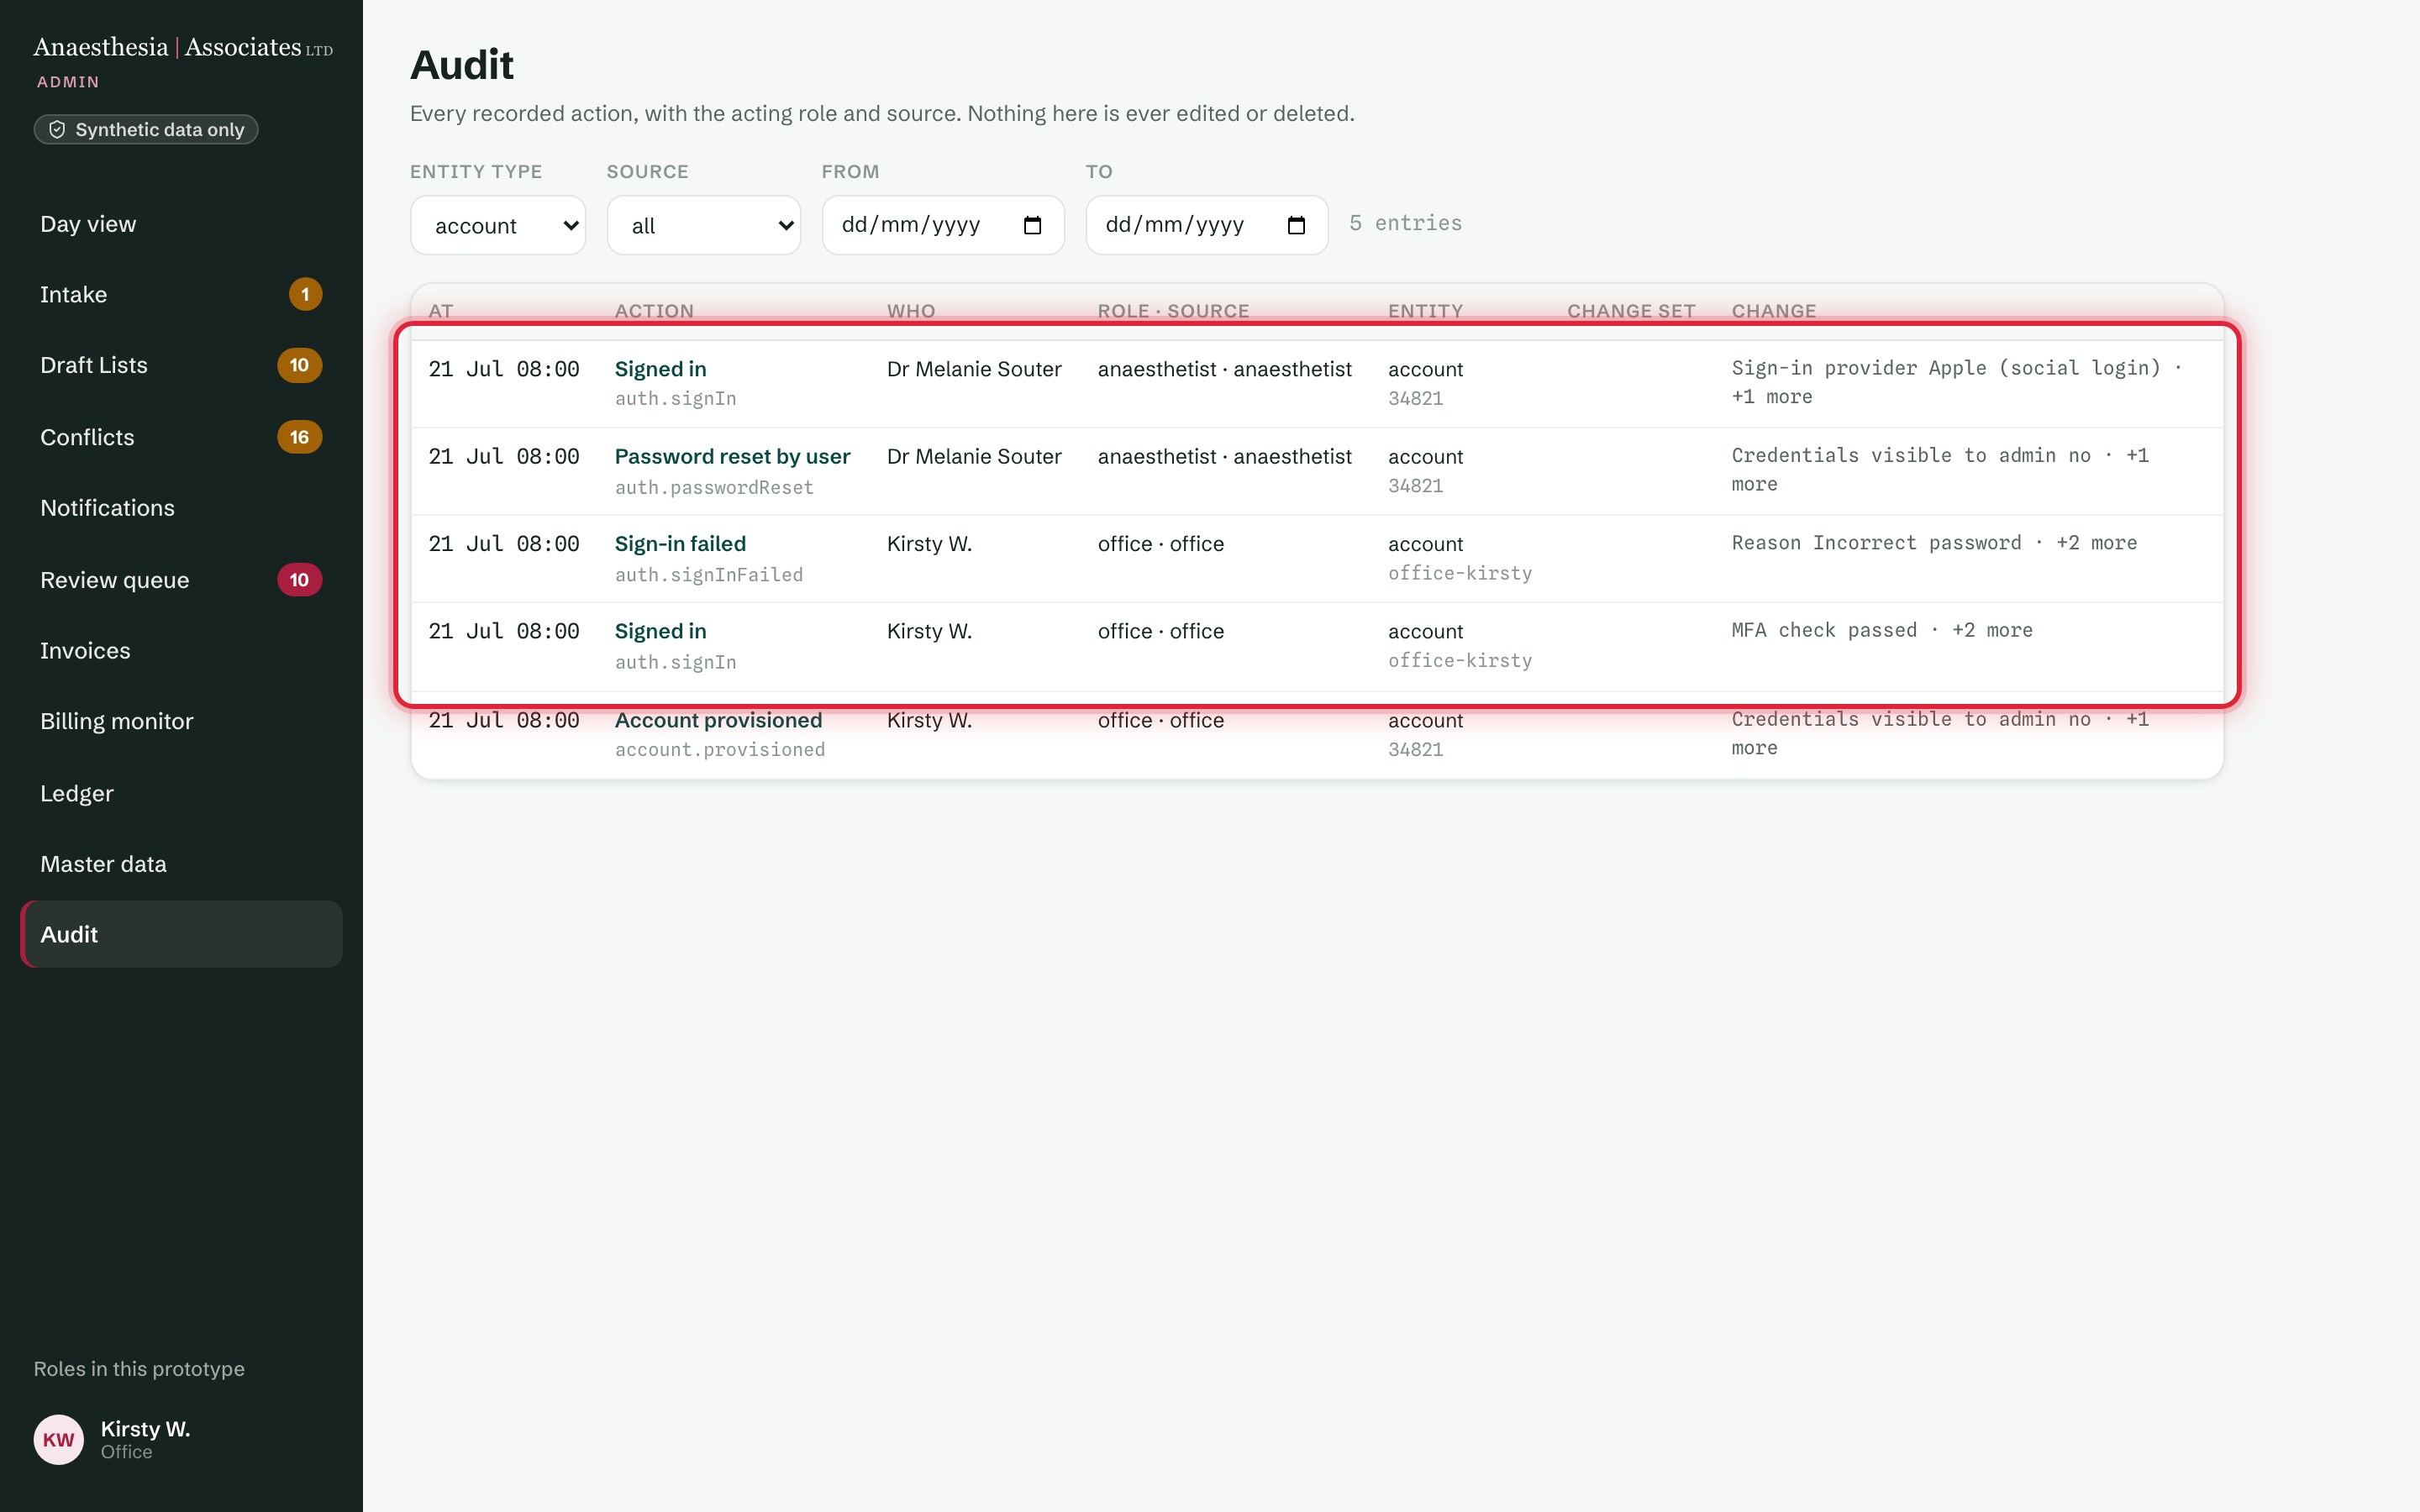 Anaesthesia | Associates LTD
ADMIN
Synthetic data only
Day view
Intake 1
Draft Lists 10
Conflicts 16
Notifications
Review queue 10
Invoices
Billing monitor
Ledger
Master data
Audit
Roles in this prototype
KW Kirsty W.
Office
Audit
Every recorded action, with the acting role and source. Nothing here is ever edited or deleted.
ENTITY TYPE SOURCE FROM TO
account all dd/mm/yyyy dd/mm/yyyy 5 entries
AT ACTION WHO ROLE · SOURCE ENTITY CHANGE SET CHANGE
21 Jul 08:00 Signed in Dr Melanie Souter anaesthetist · anaesthetist account Sign-in provider Apple (social login) ·
auth.signIn 34821 +1 more
21 Jul 08:00 Password reset by user Dr Melanie Souter anaesthetist · anaesthetist account Credentials visible to admin no · +1
auth.passwordReset 34821 more
21 Jul 08:00 Sign-in failed Kirsty W. office · office account Reason Incorrect password · +2 more
auth.signInFailed office-kirsty
21 Jul 08:00 Signed in Kirsty W. office · office account MFA check passed · +2 more
auth.signIn office-kirsty
21 Jul 08:00 Account provisioned Kirsty W. office · office account Credentials visible to admin no · +1
account.provisioned 34821 more